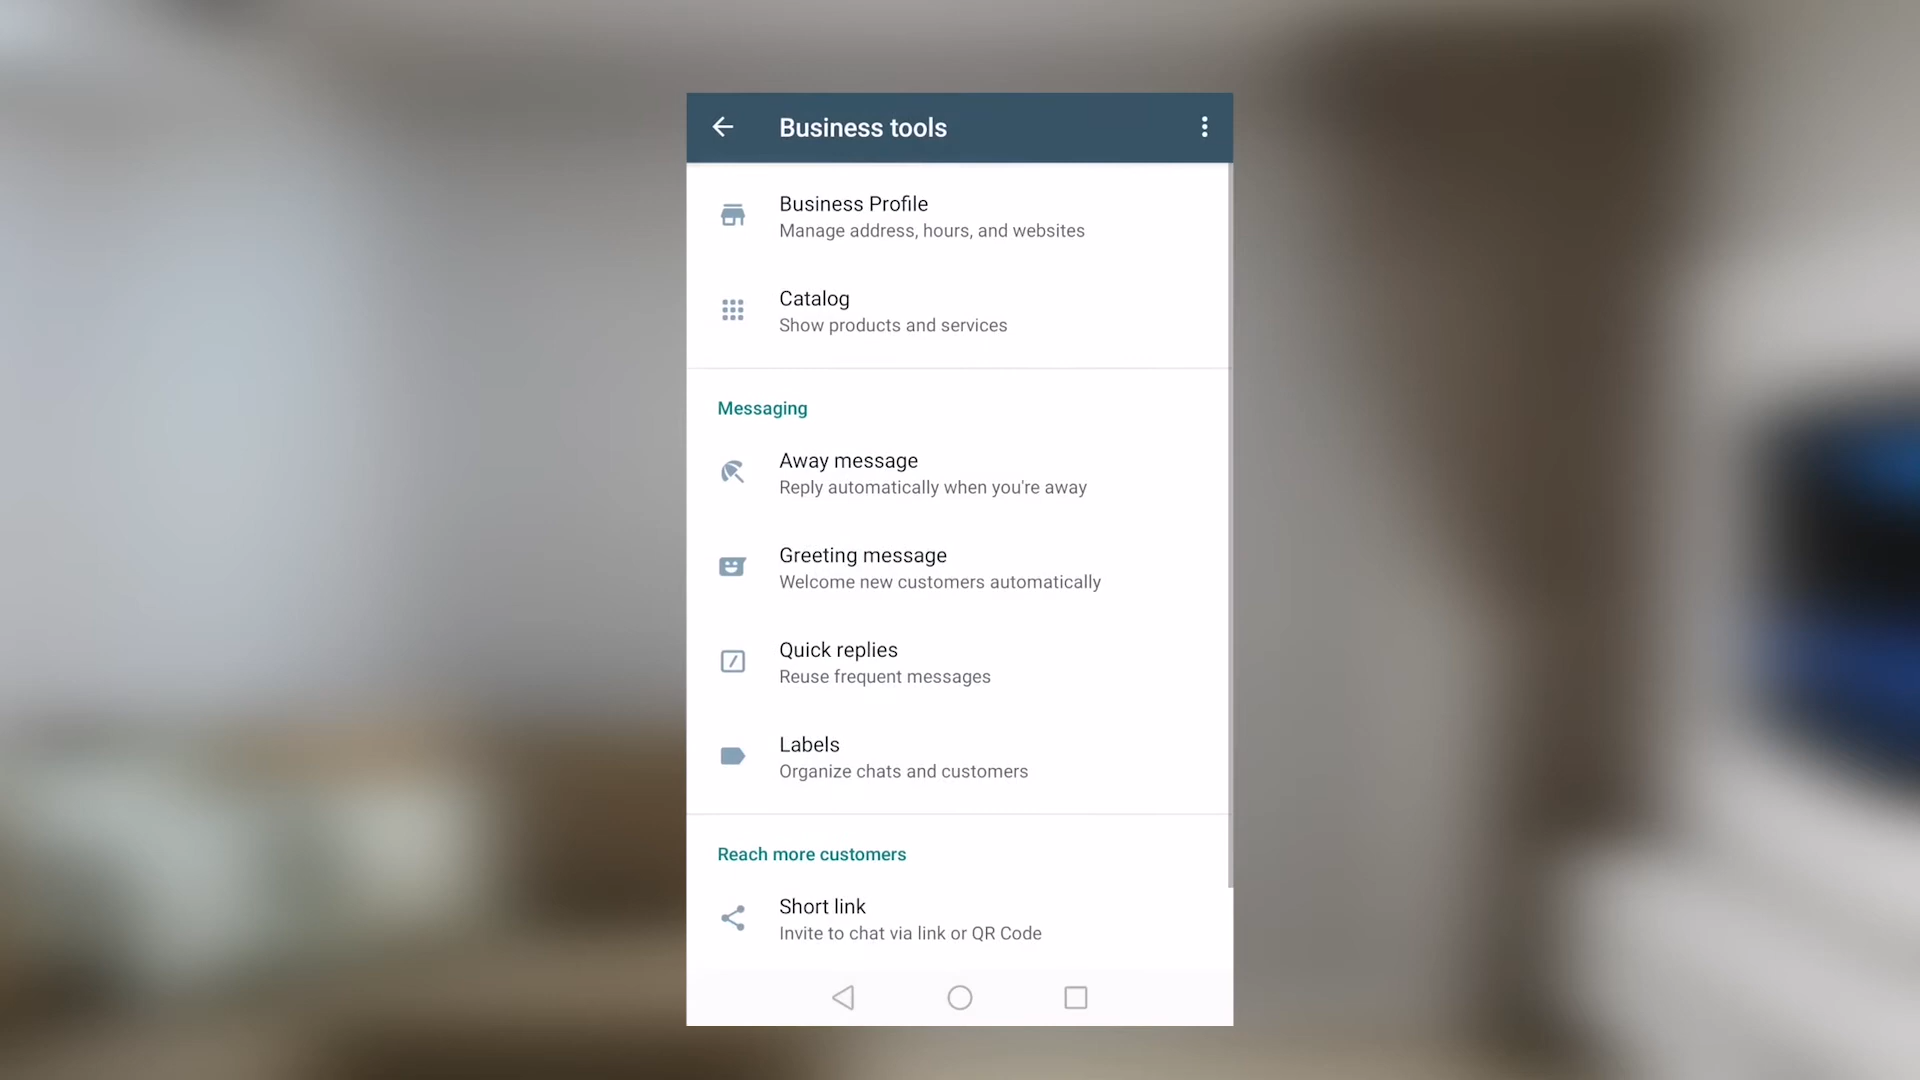 Business tools
Business Profile
Manage address, hours, and websites
Catalog
Show products and services
Messaging
Away message
Reply automatically when you're away
Greeting message
Welcome new customers automatically
Quick replies
Reuse frequent messages
Labels
Organize chats and customers
Reach more customers
Short link
Invite to chat via link or QR Code